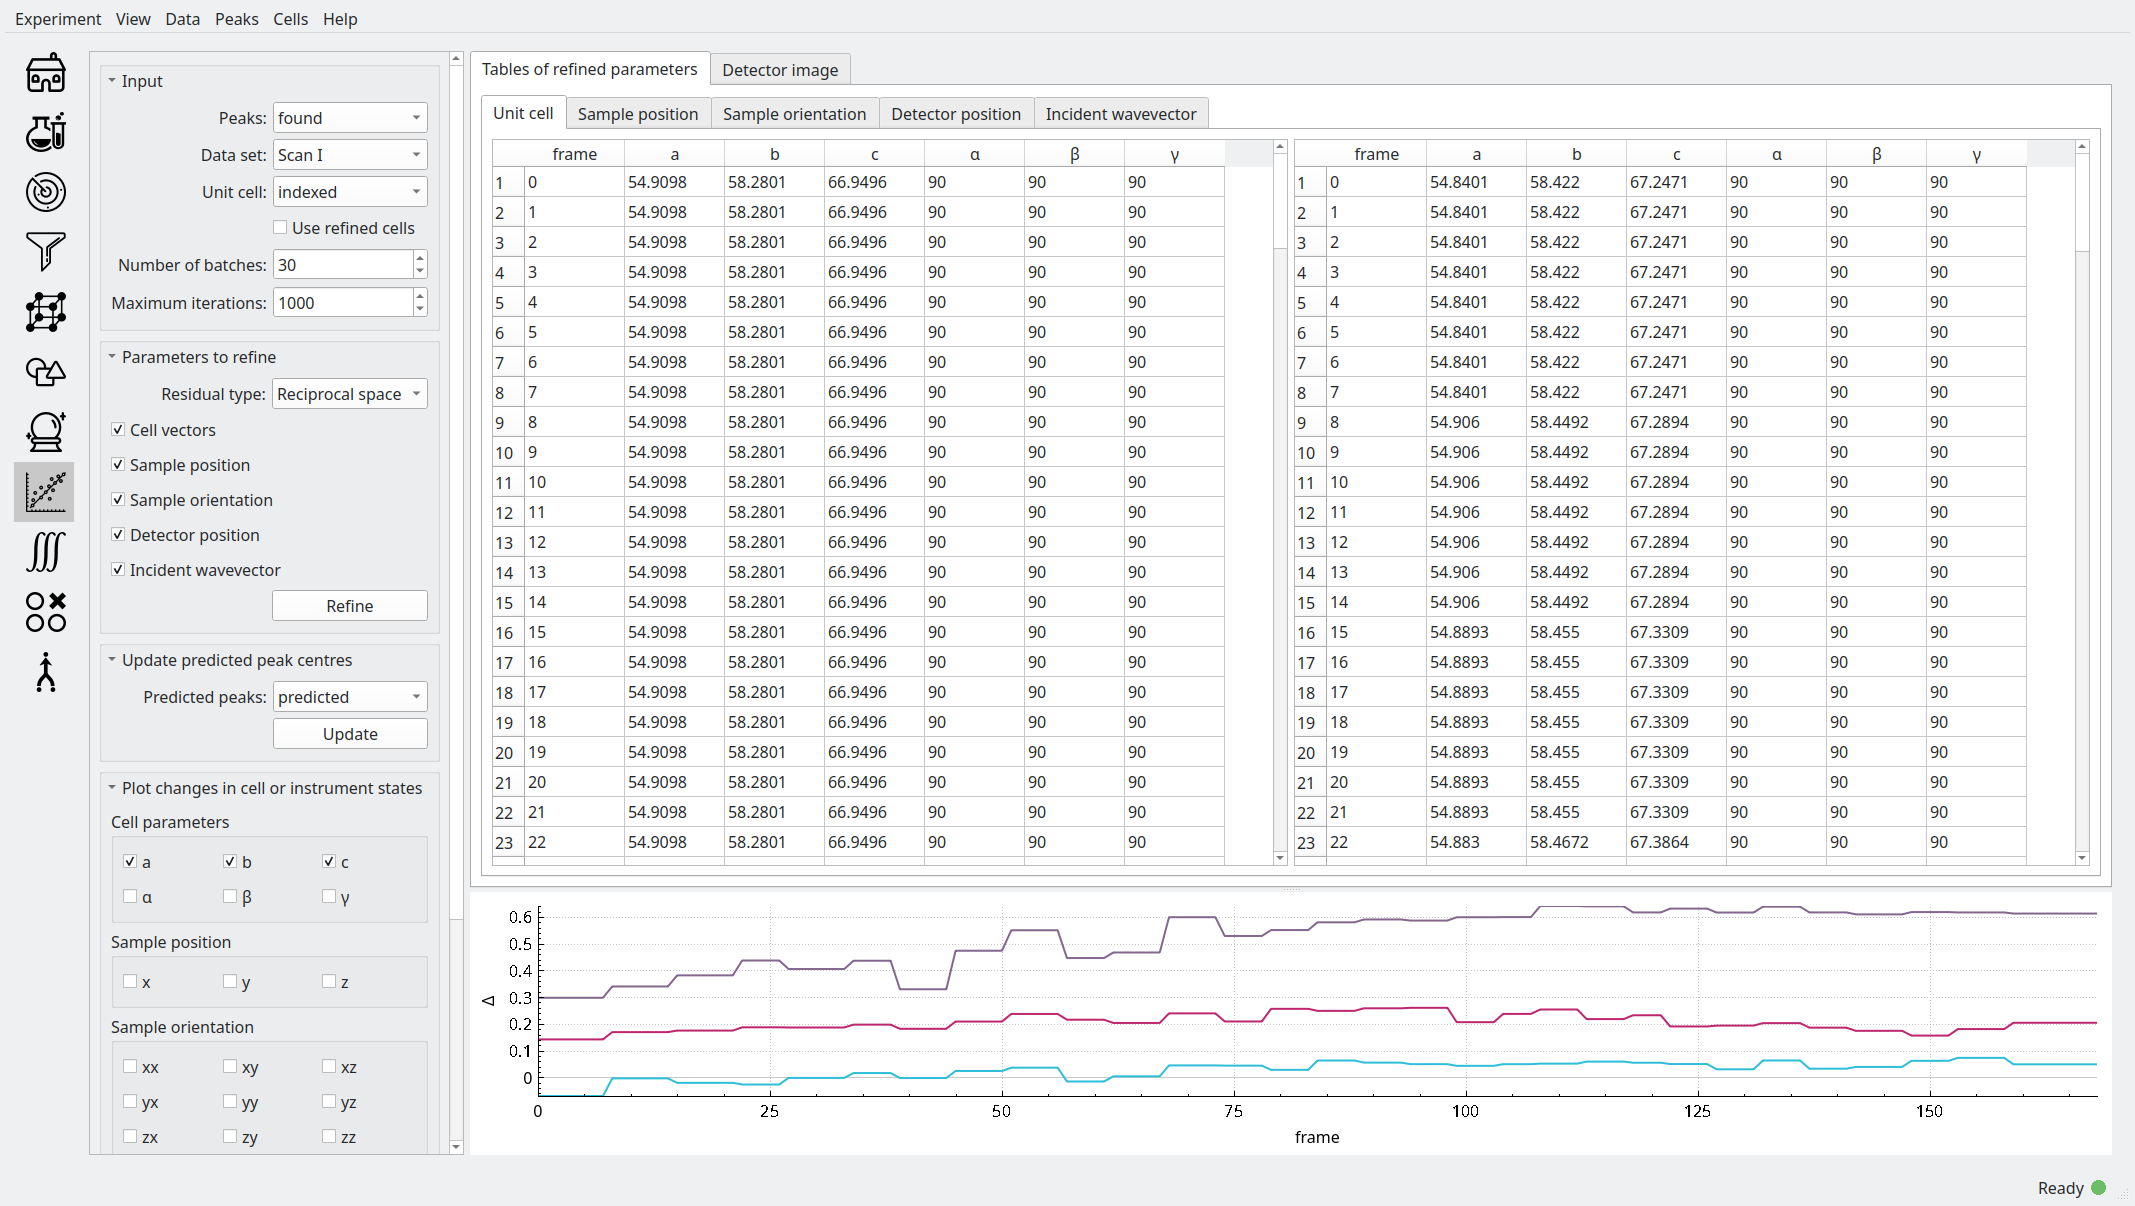 Experiment View Data Peaks Cells Help
Input
Peaks: found
Data set: Scan I
Unit cell: indexed
Use refined cells
Number of batches: 30
Maximum iterations: 1000
Parameters to refine
Residual type: Reciprocal space
Cell vectors
Sample position
Sample orientation
Detector position
Incident wavevector
Refine
Update predicted peak centres
Predicted peaks: predicted
Update
Plot changes in cell or instrument states
Cell parameters
a b c
α β γ
Sample position
x y z
Sample orientation
xx xy xz
yx yy yz
zx zy zz
Tables of refined parameters Detector image
Unit cell Sample position Sample orientation Detector position Incident wavevector
frame a b c α β γ
1 0 54.9098 58.2801 66.9496 90 90 90
2 1 54.9098 58.2801 66.9496 90 90 90
3 2 54.9098 58.2801 66.9496 90 90 90
4 3 54.9098 58.2801 66.9496 90 90 90
5 4 54.9098 58.2801 66.9496 90 90 90
6 5 54.9098 58.2801 66.9496 90 90 90
7 6 54.9098 58.2801 66.9496 90 90 90
8 7 54.9098 58.2801 66.9496 90 90 90
9 8 54.9098 58.2801 66.9496 90 90 90
10 9 54.9098 58.2801 66.9496 90 90 90
11 10 54.9098 58.2801 66.9496 90 90 90
12 11 54.9098 58.2801 66.9496 90 90 90
13 12 54.9098 58.2801 66.9496 90 90 90
14 13 54.9098 58.2801 66.9496 90 90 90
15 14 54.9098 58.2801 66.9496 90 90 90
16 15 54.9098 58.2801 66.9496 90 90 90
17 16 54.9098 58.2801 66.9496 90 90 90
18 17 54.9098 58.2801 66.9496 90 90 90
19 18 54.9098 58.2801 66.9496 90 90 90
20 19 54.9098 58.2801 66.9496 90 90 90
21 20 54.9098 58.2801 66.9496 90 90 90
22 21 54.9098 58.2801 66.9496 90 90 90
23 22 54.9098 58.2801 66.9496 90 90 90
frame a b c α β γ
1 0 54.8401 58.422 67.2471 90 90 90
2 1 54.8401 58.422 67.2471 90 90 90
3 2 54.8401 58.422 67.2471 90 90 90
4 3 54.8401 58.422 67.2471 90 90 90
5 4 54.8401 58.422 67.2471 90 90 90
6 5 54.8401 58.422 67.2471 90 90 90
7 6 54.8401 58.422 67.2471 90 90 90
8 7 54.8401 58.422 67.2471 90 90 90
9 8 54.906 58.4492 67.2894 90 90 90
10 9 54.906 58.4492 67.2894 90 90 90
11 10 54.906 58.4492 67.2894 90 90 90
12 11 54.906 58.4492 67.2894 90 90 90
13 12 54.906 58.4492 67.2894 90 90 90
14 13 54.906 58.4492 67.2894 90 90 90
15 14 54.906 58.4492 67.2894 90 90 90
16 15 54.8893 58.455 67.3309 90 90 90
17 16 54.8893 58.455 67.3309 90 90 90
18 17 54.8893 58.455 67.3309 90 90 90
19 18 54.8893 58.455 67.3309 90 90 90
20 19 54.8893 58.455 67.3309 90 90 90
21 20 54.8893 58.455 67.3309 90 90 90
22 21 54.8893 58.455 67.3309 90 90 90
23 22 54.883 58.4672 67.3864 90 90 90
0.6
0.5
0.4
0.3
0.2
0.1
0
Δ
0 25 50 75 100 125 150
frame
Ready